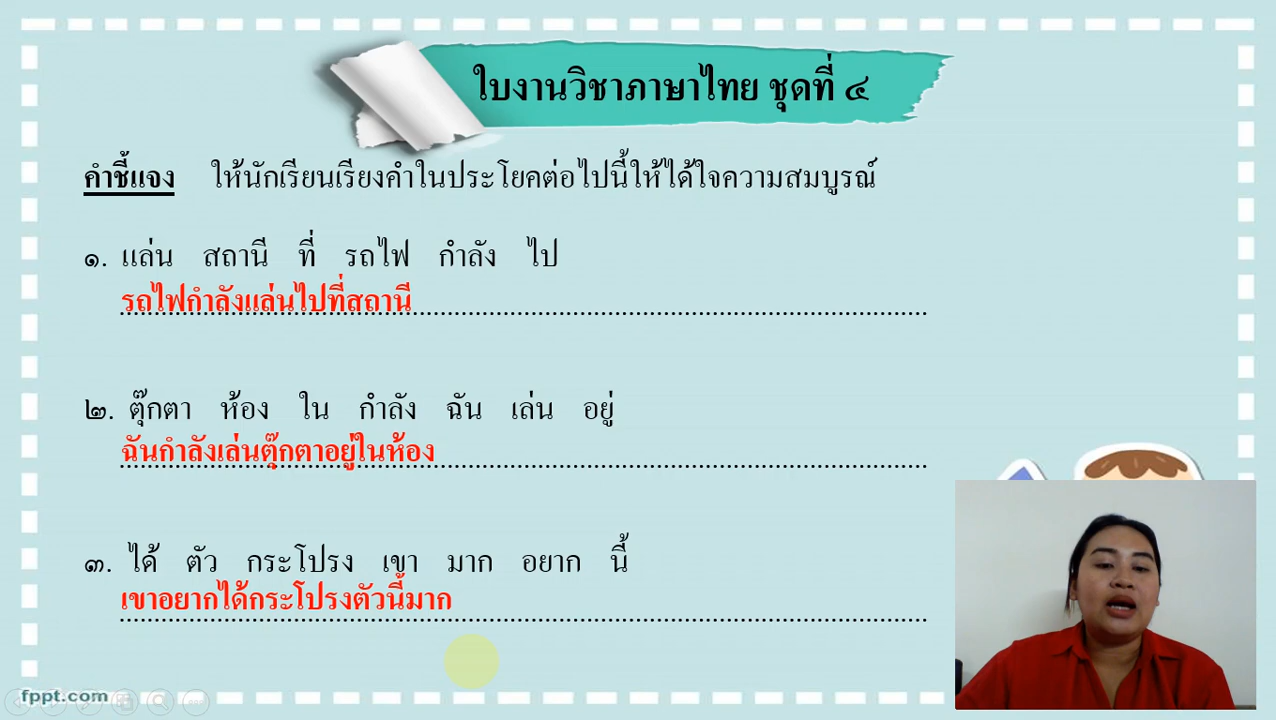 ใบงานวิชาภาษาไทย ชุดที่ ๔
คำชี้แจง ให้นักเรียนเรียงคำในประโยคต่อไปนี้ให้ได้ใจความสมบูรณ์
๑. แล่น สถานี ที่ รถไฟ กำลัง ไป
รถไฟกำลังแล่นไปที่สถานี
๒. ตุ๊กตา ห้อง ใน กำลัง ฉัน เล่น อยู่
ฉันกำลังเล่นตุ๊กตาอยู่ในห้อง
๓. ได้ ตัว กระโปรง เขา มาก อยาก นี้
เขาอยากได้กระโปรงตัวนี้มาก
fppt.com